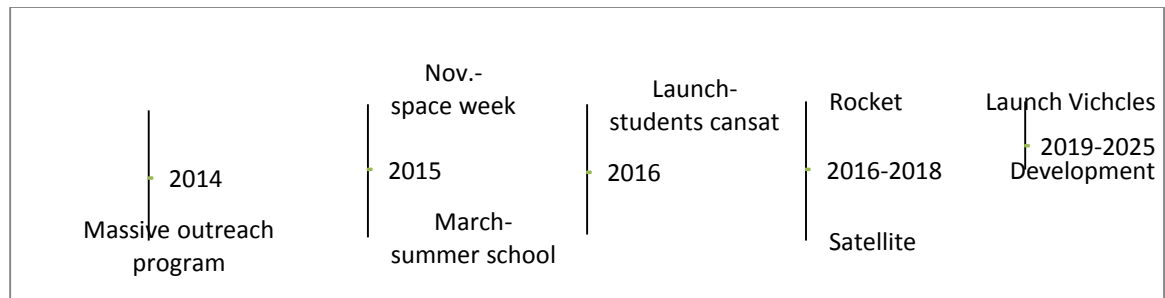 2014
Massive outreach
program
Nov.-
space week
2015
March-
summer school
Launch-
students cansat
2016
Rocket
2016-2018
Satellite
Launch Vichcles
2019-2025
Development